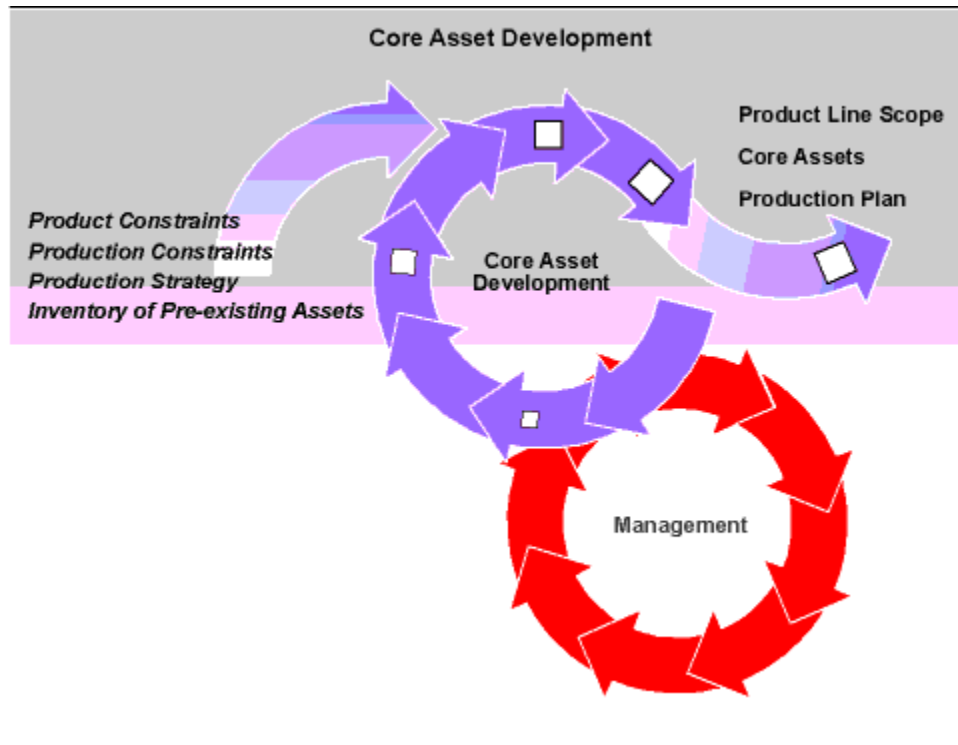 Core Asset Development
Product Line Scope
Core Assets
Production Plan
Product Constraints
Production Constraints
Production Strategy
Inventory of Pre-existing Assets
Core Asset
Development
Management